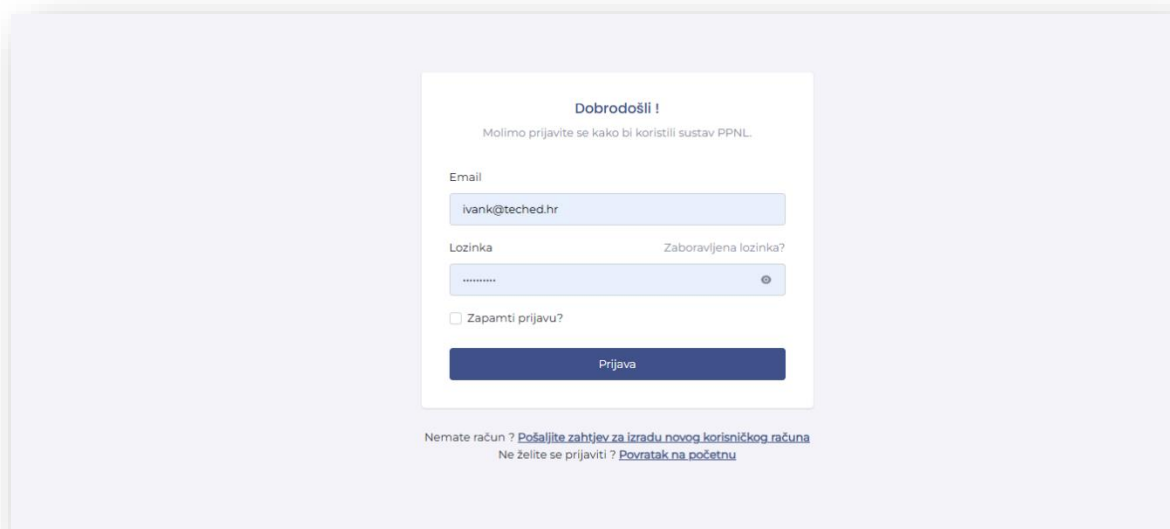 Dobrodošli !
Molimo prijavite se kako bi koristili sustav PPNL.
Email
ivank@teched.hr
Lozinka Zaboravljena lozinka?
••••••••••
Zapamti prijavu?
Prijava
Nemate račun ? Pošaljite zahtjev za izradu novog korisničkog računa
Ne želite se prijaviti ? Povratak na početnu